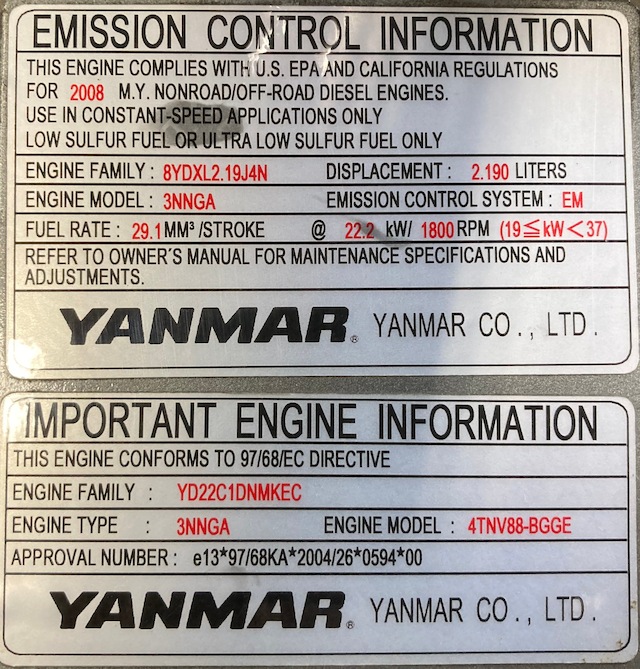 EMISSION CONTROL INFORMATION
THIS ENGINE COMPLIES WITH U.S. EPA AND CALIFORNIA REGULATIONS
FOR 2008 M.Y. NONROAD/OFF-ROAD DIESEL ENGINES.
USE IN CONSTANT-SPEED APPLICATIONS ONLY
LOW SULFUR FUEL OR ULTRA LOW SULFUR FUEL ONLY
ENGINE FAMILY : 8YDXL2.19J4N DISPLACEMENT : 2.190 LITERS
ENGINE MODEL : 3NNGA EMISSION CONTROL SYSTEM : EM
FUEL RATE : 29.1 MM³ /STROKE @ 22.2 kW/ 1800 RPM (19≦kW<37)
REFER TO OWNER'S MANUAL FOR MAINTENANCE SPECIFICATIONS AND
ADJUSTMENTS.
YANMAR® YANMAR CO., LTD.
IMPORTANT ENGINE INFORMATION
THIS ENGINE CONFORMS TO 97/68/EC DIRECTIVE
ENGINE FAMILY : YD22C1DNMKEC
ENGINE TYPE : 3NNGA ENGINE MODEL : 4TNV88-BGGE
APPROVAL NUMBER : e13*97/68KA*2004/26*0594*00
YANMAR® YANMAR CO., LTD.